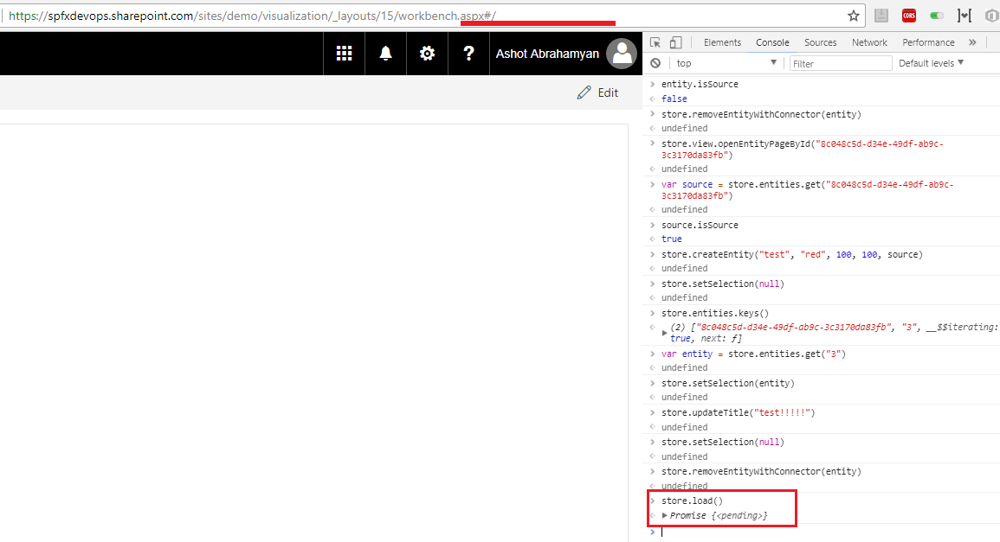 https://spfxdevops.sharepoint.com/sites/demo/visualization/_layouts/15/workbench.aspx#/
CORS
Ashot Abrahamyan
Edit
Elements Console Sources Network Performance »
top Filter Default levels
entity.isSource
false
store.removeEntityWithConnector(entity)
undefined
store.view.openEntityPageById("8c048c5d-d34e-49df-ab9c-
3c3170da83fb")
undefined
var source = store.entities.get("8c048c5d-d34e-49df-ab9c-
3c3170da83fb")
undefined
source.isSource
true
store.createEntity("test", "red", 100, 100, source)
undefined
store.setSelection(null)
undefined
store.entities.keys()
(2) ["8c048c5d-d34e-49df-ab9c-3c3170da83fb", "3", __$$iterating:
true, next: ƒ]
var entity = store.entities.get("3")
undefined
store.setSelection(entity)
undefined
store.updateTitle("test!!!!!")
undefined
store.setSelection(null)
undefined
store.removeEntityWithConnector(entity)
undefined
store.load()
Promise {<pending>}